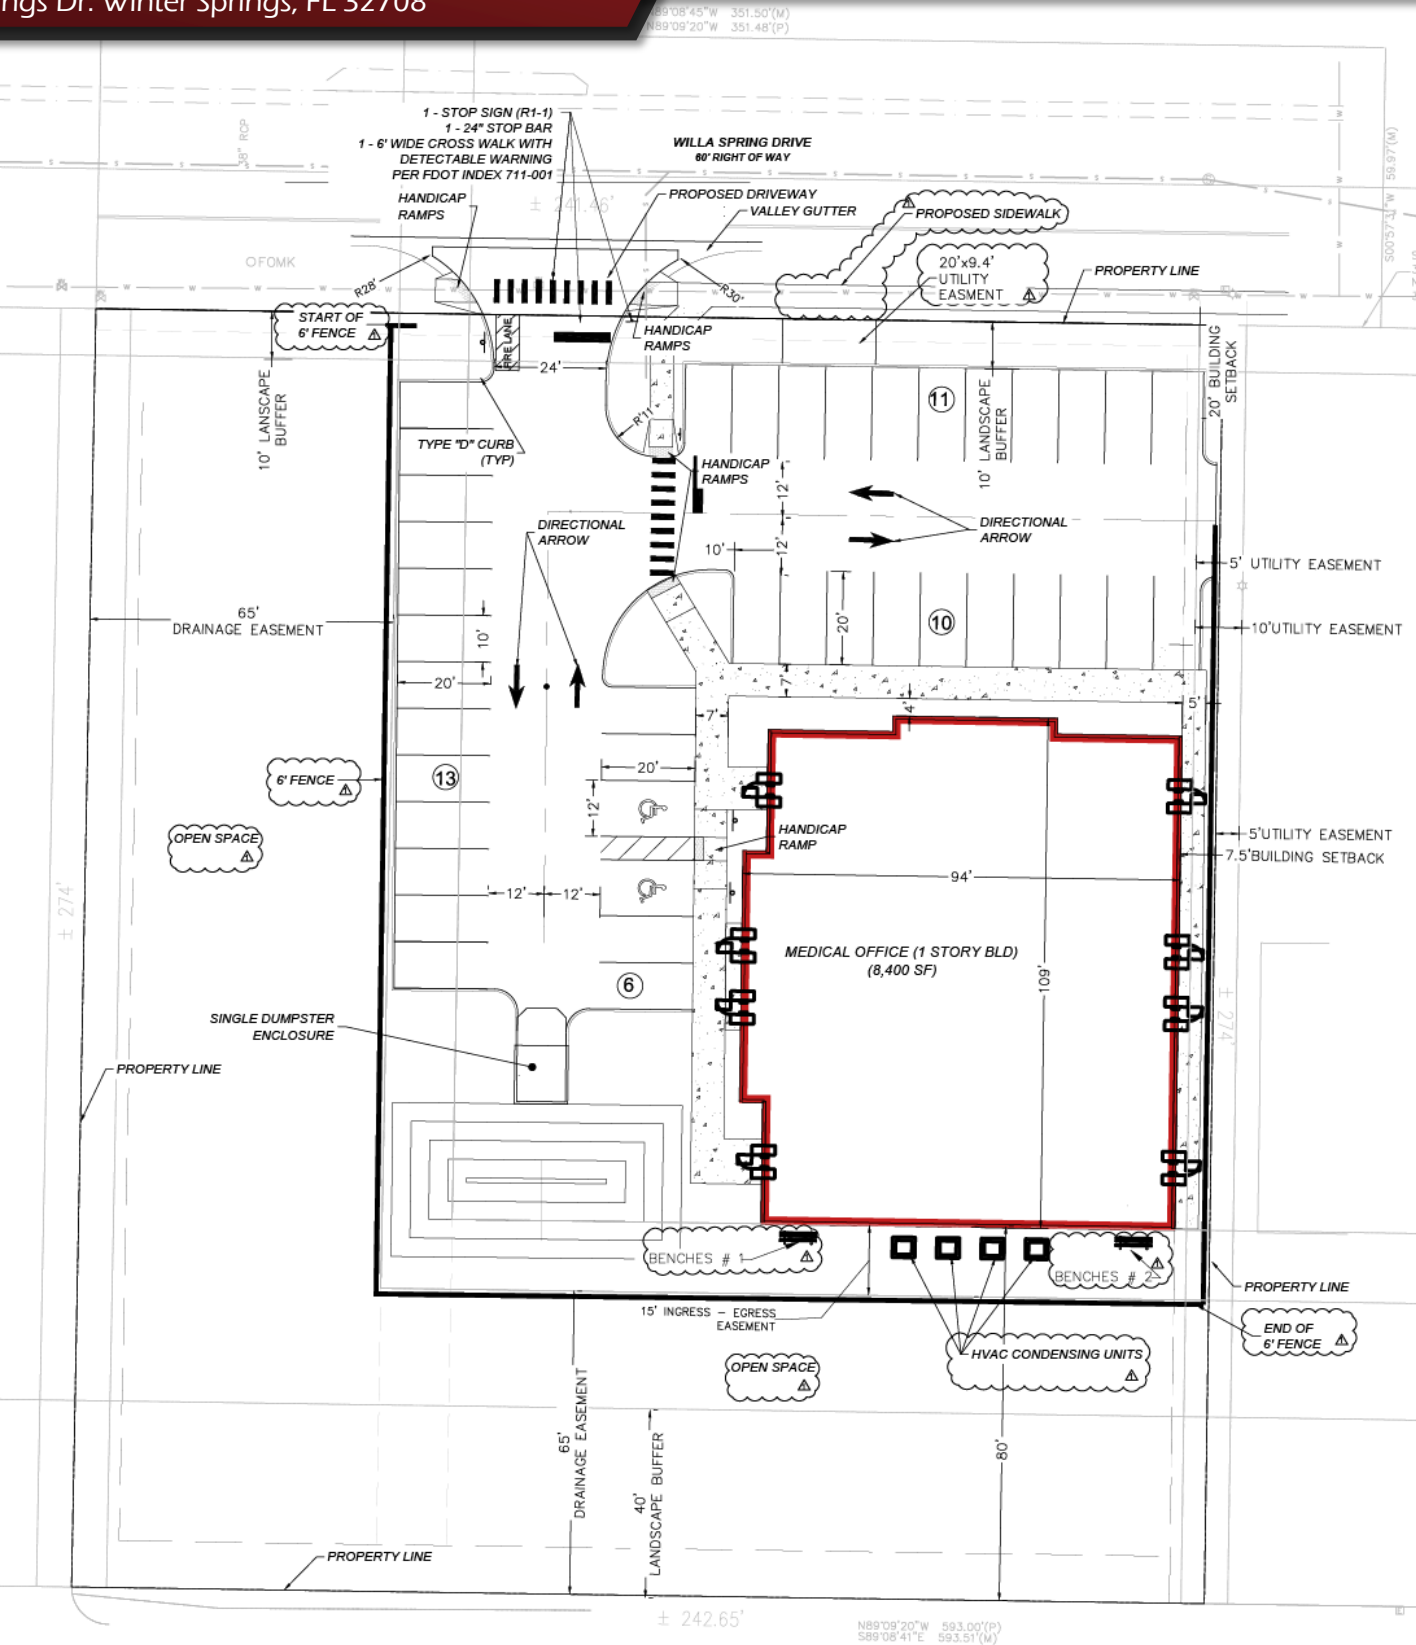 ngs Dr. Winter Springs, FL 32708
N89°09'20"W 351.48'(P)
1 - STOP SIGN (R1-1)
1 - 24" STOP BAR
1 - 6' WIDE CROSS WALK WITH
DETECTABLE WARNING
PER FDOT INDEX 711-001
38" RCP
WILLA SPRING DRIVE
60' RIGHT OF WAY
HANDICAP
RAMPS
± 241.46'
PROPOSED DRIVEWAY
VALLEY GUTTER
PROPOSED SIDEWALK
FOMK
R28'
R30'
20'x9.4'
UTILITY
EASMENT
PROPERTY LINE
START OF
6' FENCE
FIRE LANE
HANDICAP
RAMPS
24'
10' LANSCAPE
BUFFER
20' BUILDING
SETBACK
10' LANDSCAPE
BUFFER
11
TYPE "D" CURB
(TYP)
HANDICAP
RAMPS
12'
12'
DIRECTIONAL
ARROW
DIRECTIONAL
ARROW
10'
5' UTILITY EASEMENT
65'
DRAINAGE EASEMENT
10'
20'
10
10'UTILITY EASEMENT
20'
7'
7'
4'
5'
6' FENCE
13
20'
12'
OPEN SPACE
HANDICAP
RAMP
5'UTILITY EASEMENT
7.5'BUILDING SETBACK
94'
± 274'
12'
12'
MEDICAL OFFICE (1 STORY BLD)
(8,400 SF)
109'
6
± 274'
SINGLE DUMPSTER
ENCLOSURE
PROPERTY LINE
BENCHES # 1
BENCHES # 2
PROPERTY LINE
15' INGRESS - EGRESS
EASEMENT
END OF
6' FENCE
HVAC CONDENSING UNITS
OPEN SPACE
65'
DRAINAGE EASEMENT
40'
LANDSCAPE BUFFER
80'
PROPERTY LINE
± 242.65'
N89°09'20"W 593.00'(P)
S89°08'41"E 593.51'(M)